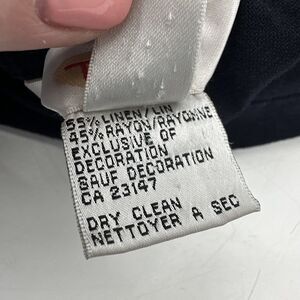 55% LINEN/LIN
45% RAYON/RAYONNE
EXCLUSIVE OF
DECORATION
SAUF DECORATION
CA 23147
DRY CLEAN
NETTOYER A SEC